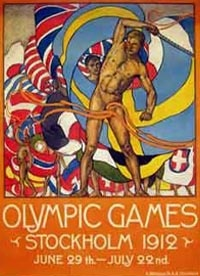 OLYMPIC GAMES
STOCKHOLM 1912
JUNE 29th.—JULY 22nd.